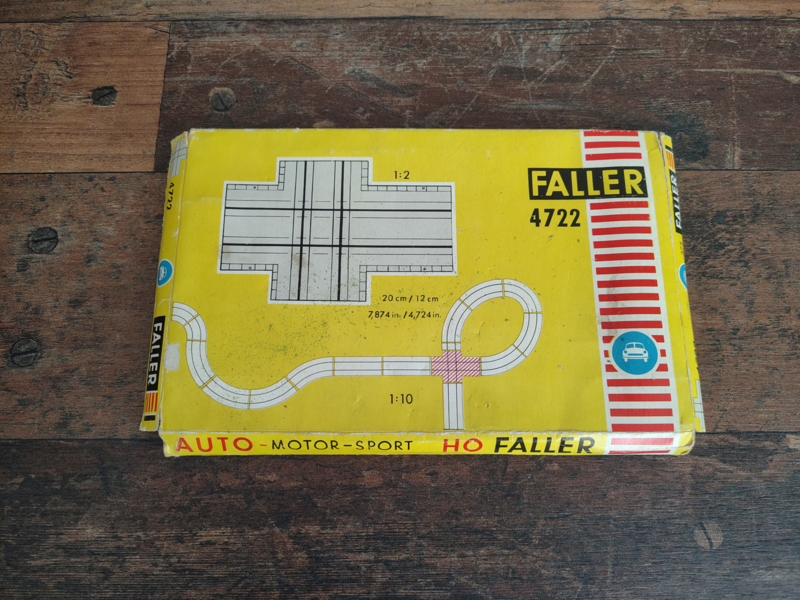 1:2
FALLER
4722
20 cm / 12 cm
7,874 in. / 4,724 in.
1:10
AUTO - MOTOR - SPORT HO FALLER
4722
FALLER
FALLER